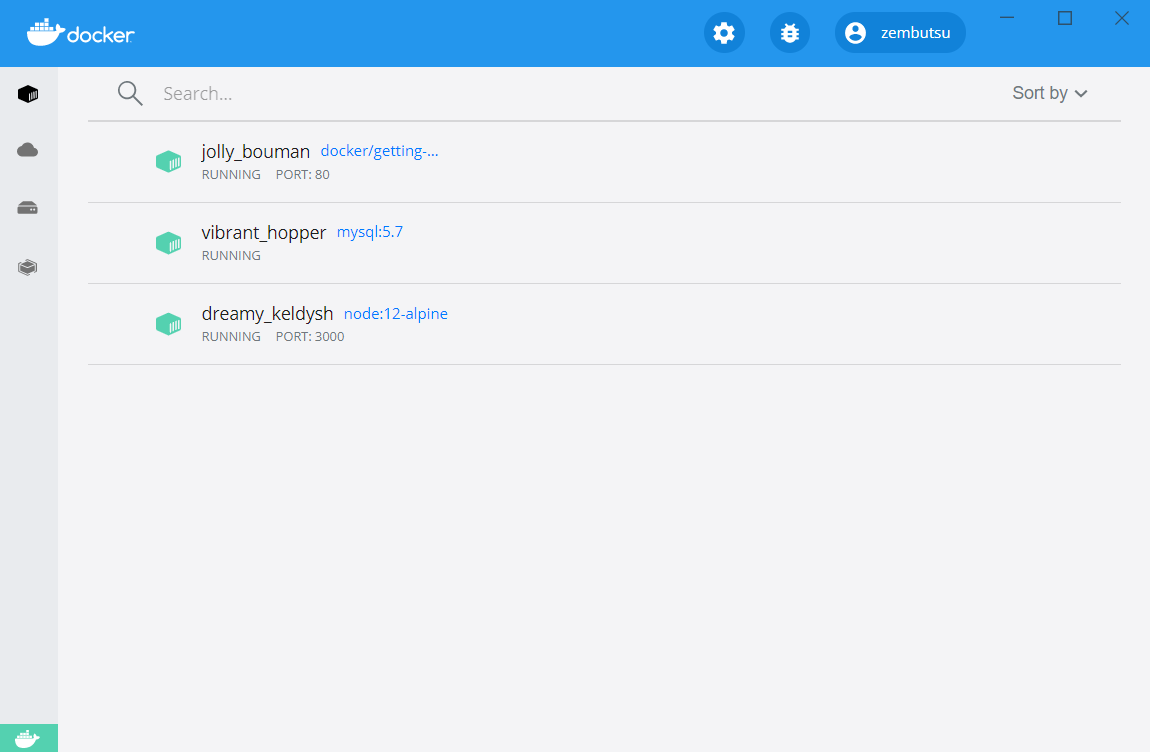 docker
zembutsu
Search...
Sort by
jolly_bouman docker/getting-...
RUNNING PORT: 80
vibrant_hopper mysql:5.7
RUNNING
dreamy_keldysh node:12-alpine
RUNNING PORT: 3000